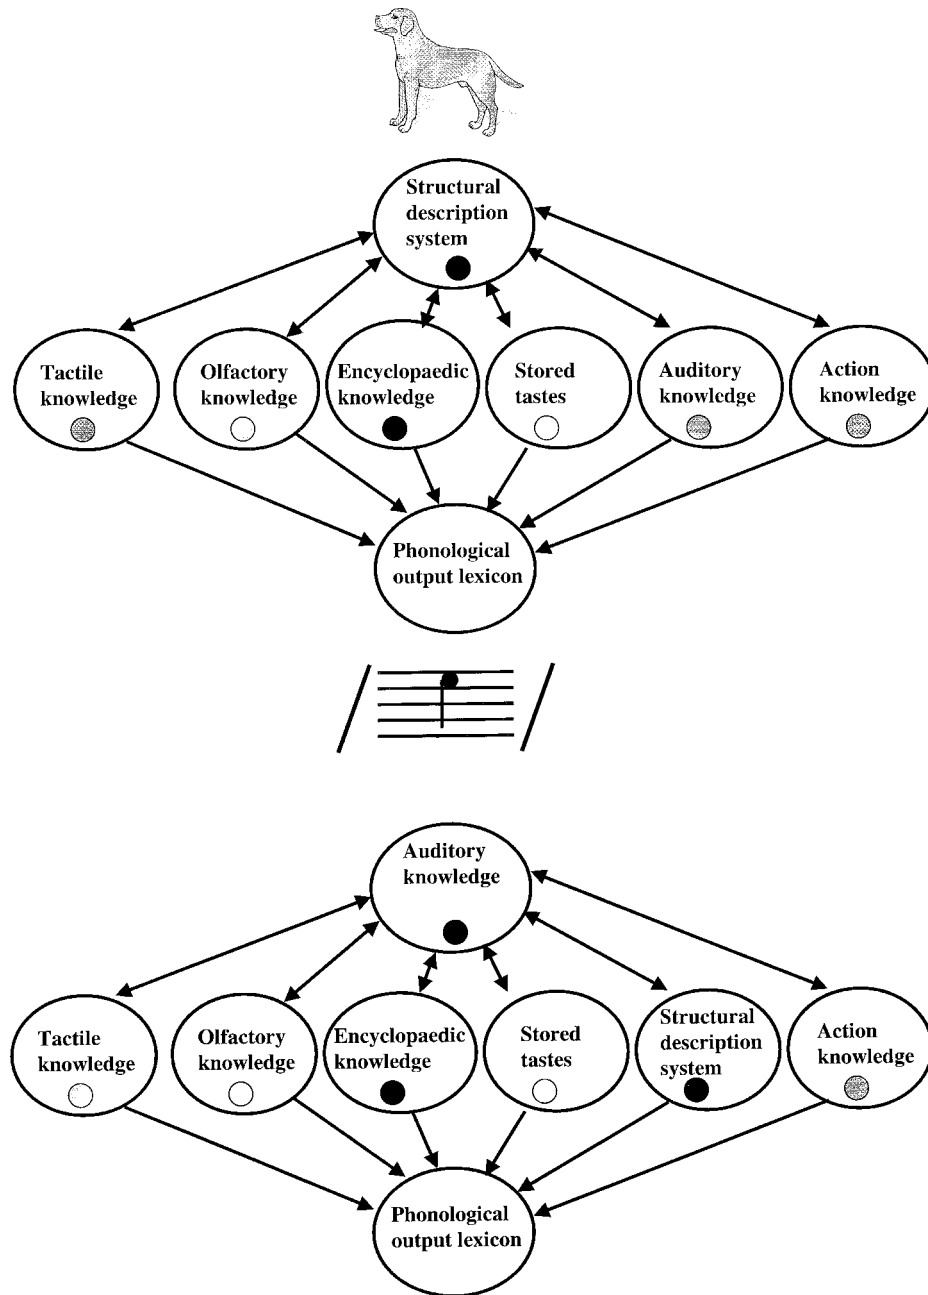 Structural
description
system
Tactile
knowledge
Olfactory
knowledge
Encyclopaedic
knowledge
Stored
tastes
Auditory
knowledge
Action
knowledge
Phonological
output lexicon
Auditory
knowledge
Tactile
knowledge
Olfactory
knowledge
Encyclopaedic
knowledge
Stored
tastes
Structural
description
system
Action
knowledge
Phonological
output lexicon